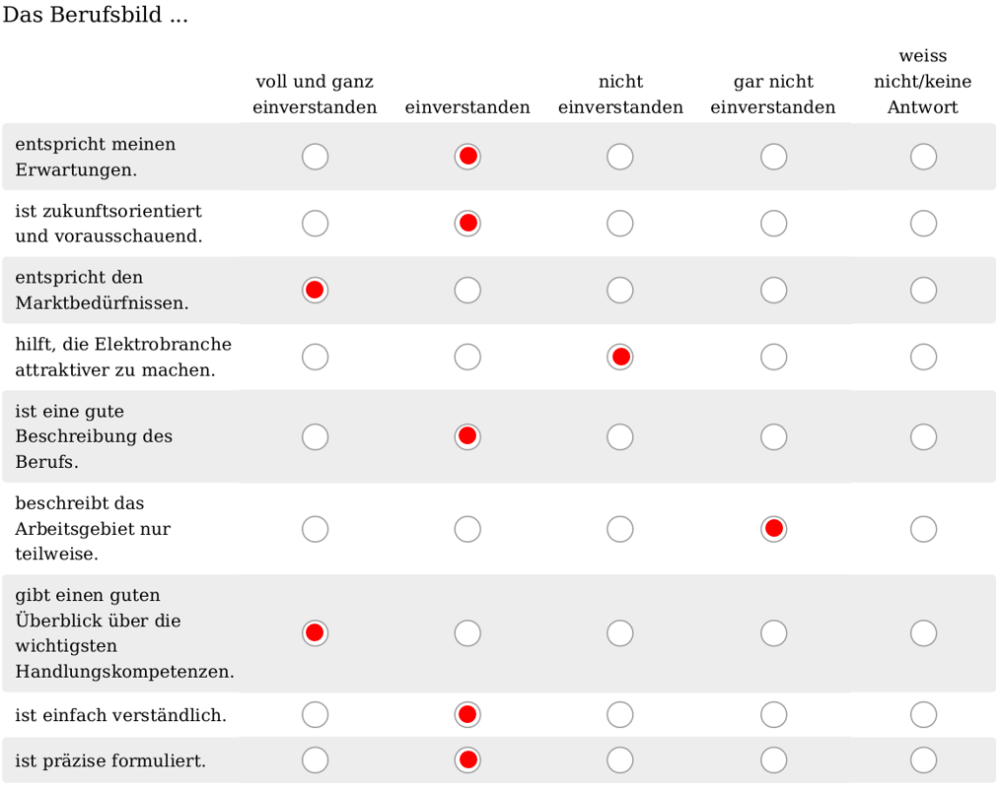 Das Berufsbild ...
voll und ganz einverstanden
einverstanden
nicht einverstanden
gar nicht einverstanden
weiss nicht/keine Antwort
entspricht meinen
Erwartungen.
ist zukunftsorientiert
und vorausschauend.
entspricht den
Marktbedürfnissen.
hilft, die Elektrobranche
attraktiver zu machen.
ist eine gute
Beschreibung des
Berufs.
beschreibt das
Arbeitsgebiet nur
teilweise.
gibt einen guten
Überblick über die
wichtigsten
Handlungskompetenzen.
ist einfach verständlich.
ist präzise formuliert.